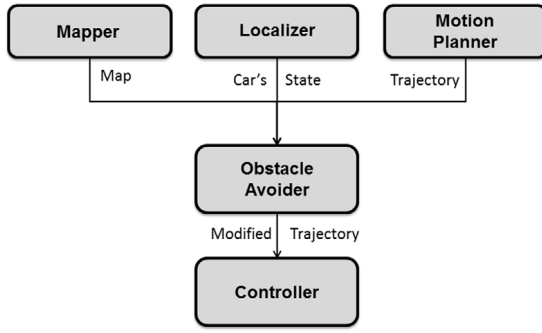 Mapper
Localizer
Motion
Planner
Map
Car's State
Trajectory
Obstacle
Avoider
Modified Trajectory
Controller